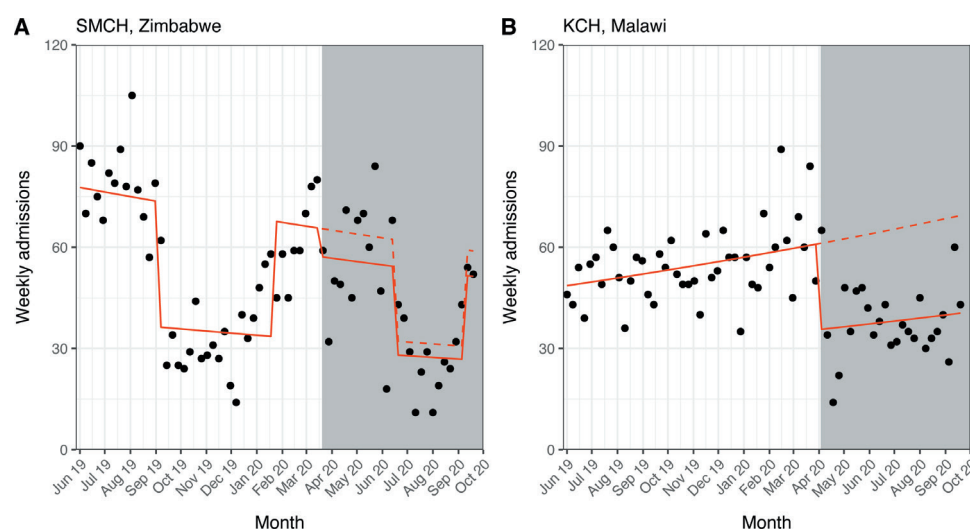 A SMCH, Zimbabwe
120
90
60
30
0
Weekly admissions
Jun 19 Jul 19 Aug 19 Sep 19 Oct 19 Nov 19 Dec 19 Jan 20 Feb 20 Mar 20 Apr 20 May 20 Jun 20 Jul 20 Aug 20 Sep 20 Oct 20
Month
B KCH, Malawi
120
90
60
30
0
Weekly admissions
Jun 19 Jul 19 Aug 19 Sep 19 Oct 19 Nov 19 Dec 19 Jan 20 Feb 20 Mar 20 Apr 20 May 20 Jun 20 Jul 20 Aug 20 Sep 20 Oct 20
Month